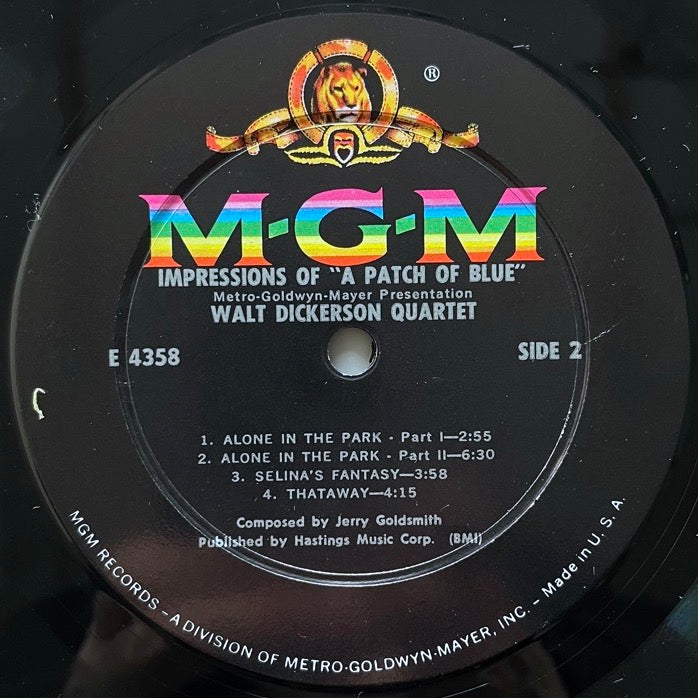 ®
M-G-M
IMPRESSIONS OF "A PATCH OF BLUE"
Metro-Goldwyn-Mayer Presentation
WALT DICKERSON QUARTET
E 4358
SIDE 2
1. ALONE IN THE PARK - Part I—2:55
2. ALONE IN THE PARK - Part II—6:30
3. SELINA'S FANTASY—3:58
4. THATAWAY—4:15
Composed by Jerry Goldsmith
Published by Hastings Music Corp. (BMI)
MGM RECORDS - A DIVISION OF METRO-GOLDWYN-MAYER, INC. - Made in U. S. A.